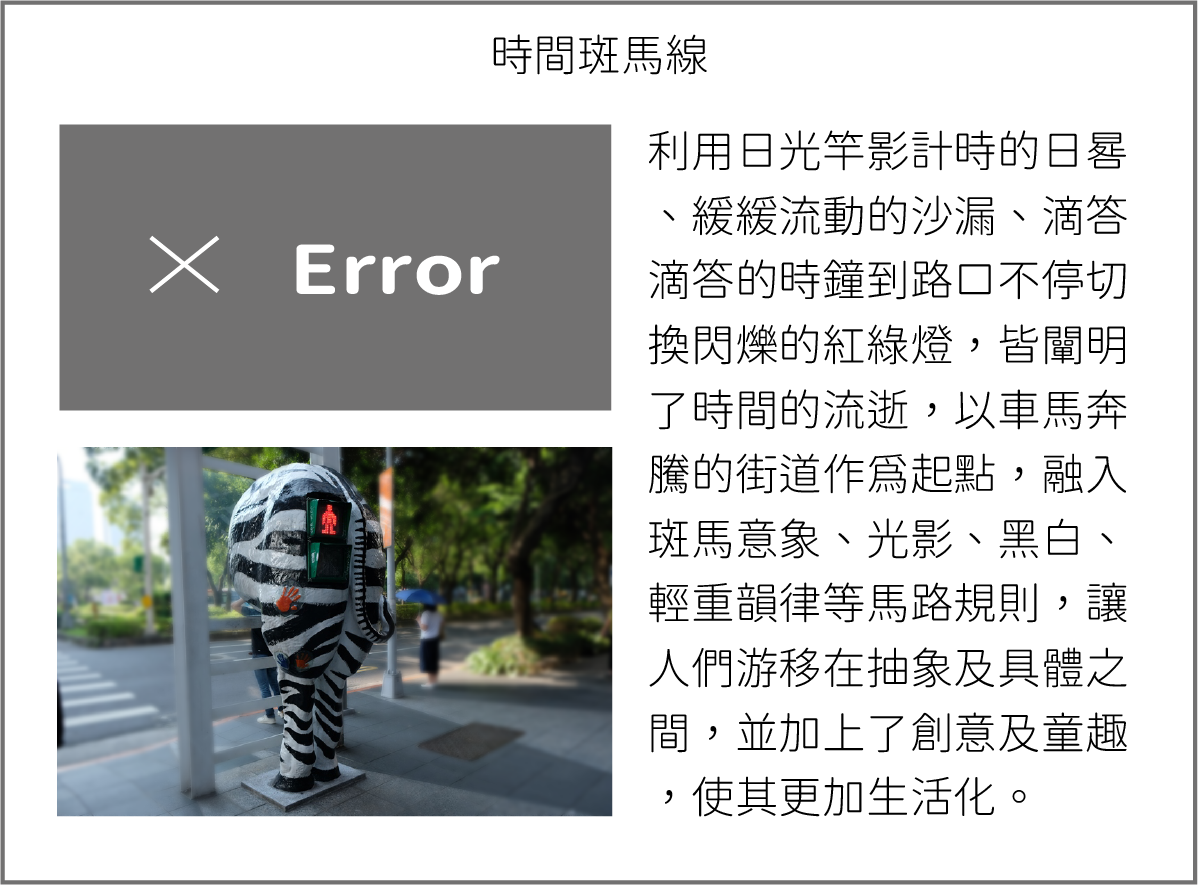 時間斑馬線
Error
利用日光竿影計時的日晷
、緩緩流動的沙漏、滴答
滴答的時鐘到路口不停切
換閃爍的紅綠燈，皆闡明
了時間的流逝，以車馬奔
騰的街道作爲起點，融入
斑馬意象、光影、黑白、
輕重韻律等馬路規則，讓
人們游移在抽象及具體之
間，並加上了創意及童趣
，使其更加生活化。